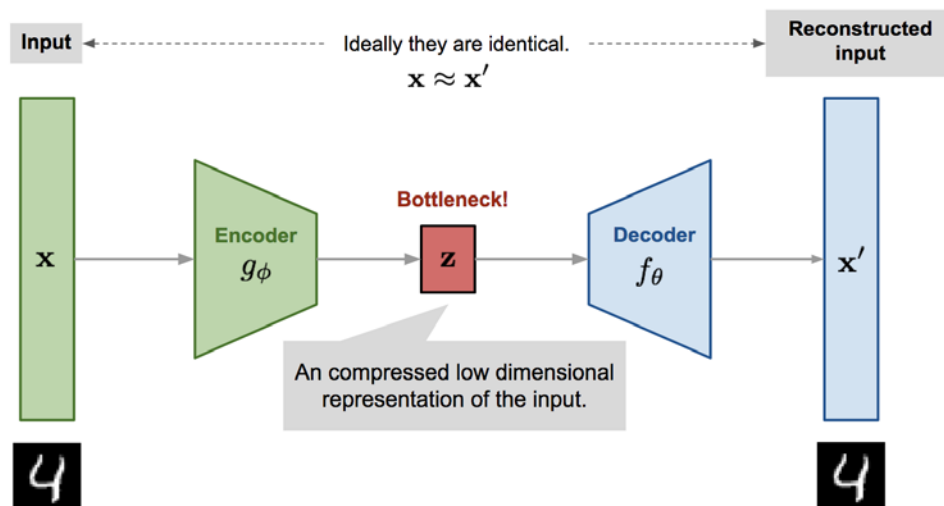 Input
Ideally they are identical.
Reconstructed
input
x ≈ x′
Bottleneck!
Encoder
Decoder
x
gϕ
z
fθ
x′
An compressed low dimensional
representation of the input.
4
4